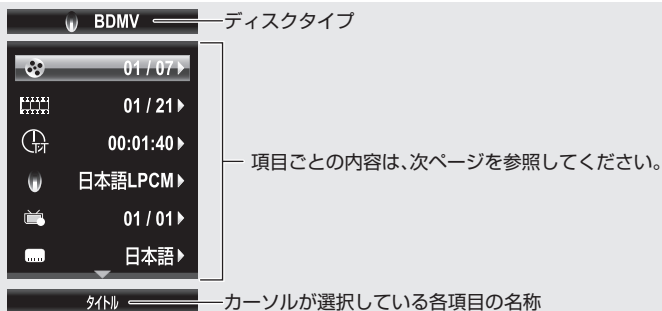 BDMV ディスクタイプ
01 / 07
01 / 21
00:01:40
項目ごとの内容は、次ページを参照してください。
日本語LPCM
01 / 01
日本語
タイトル カーソルが選択している各項目の名称